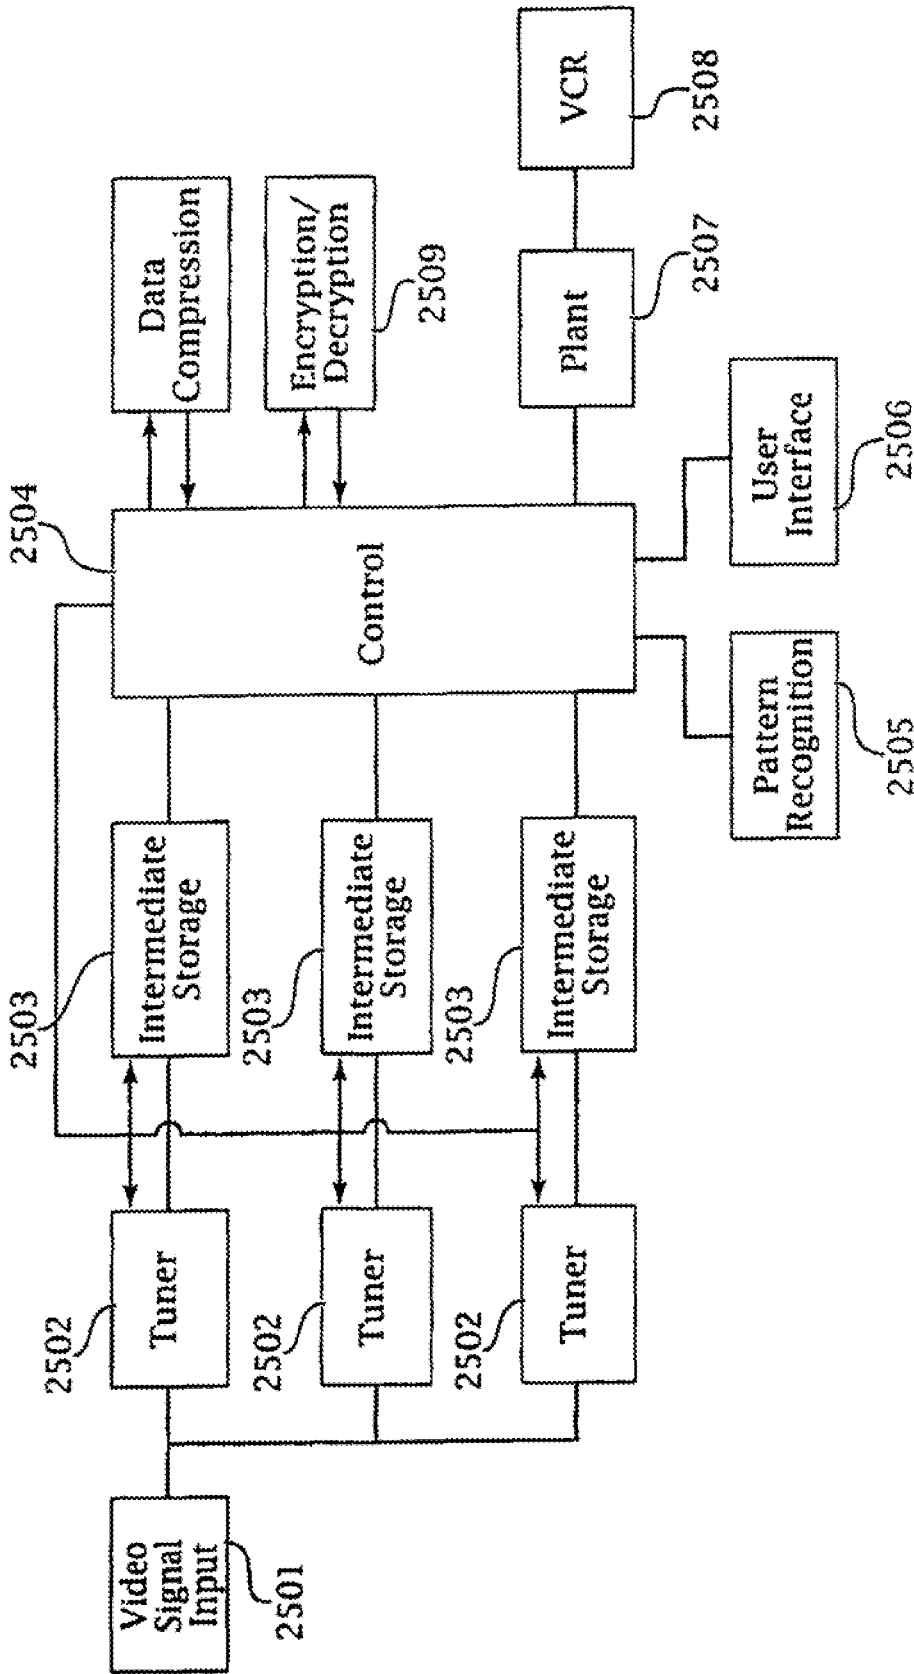 Video
Signal
Input
2501
2502
Tuner
2502
Tuner
2502
Tuner
2503
Intermediate
Storage
2503
Intermediate
Storage
2503
Intermediate
Storage
2504
Control
Pattern
Recognition
2505
User
Interface
2506
Data
Compression
Encryption/
Decryption
2509
Plant
2507
VCR
2508